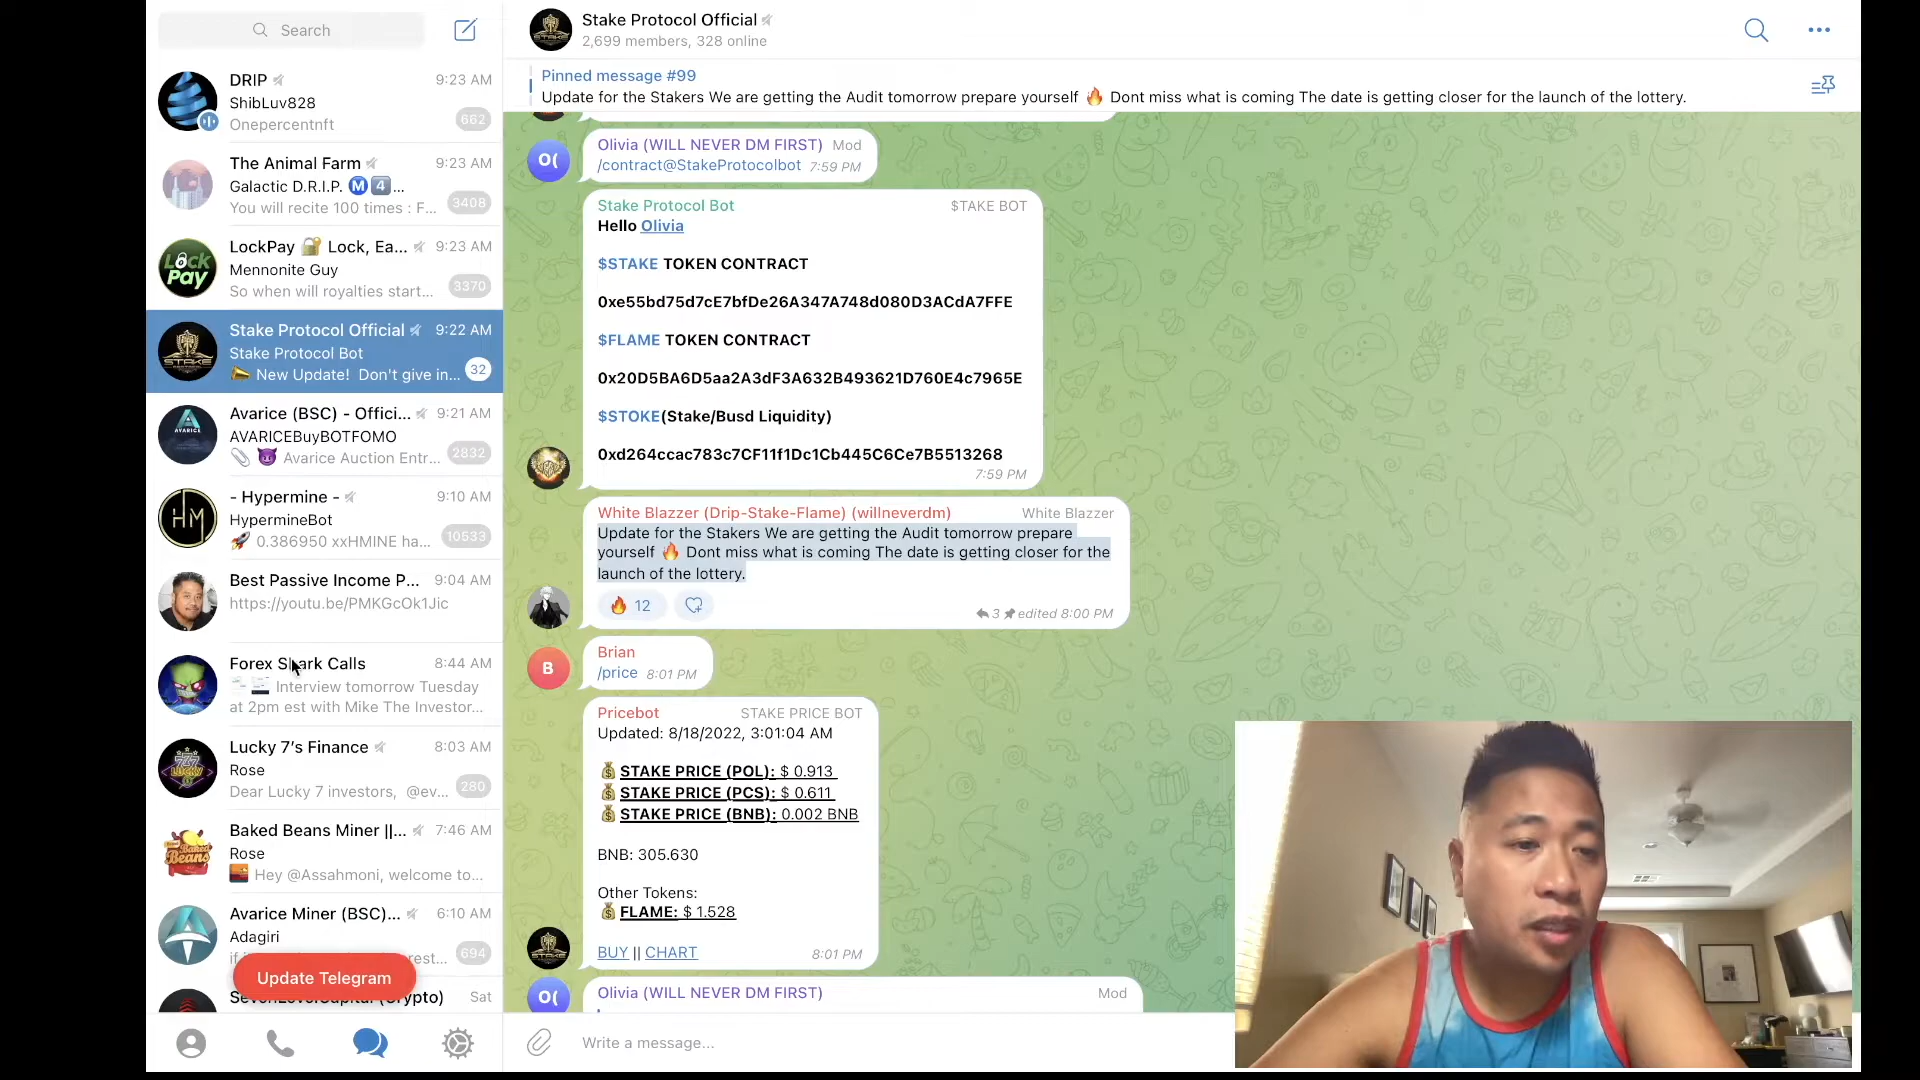 Search
DRIP
9:23 AM
ShibLuv828
Onepercentnft
662
The Animal Farm
9:23 AM
Galactic D.R.I.P. Ⓜ️ 4️⃣ ...
You will recite 100 times : F...
3408
LockPay 🔐 Lock, Ea...
9:23 AM
Mennonite Guy
So when will royalties start...
3370
Stake Protocol Official
9:22 AM
Stake Protocol Bot
New Update! Don't give in...
32
Avarice (BSC) - Offici...
9:21 AM
AVARICEBuyBOTFOMO
😈 Avarice Auction Entr...
2832
- Hypermine -
9:10 AM
HypermineBot
🚀 0.386950 xxHMINE ha...
10533
Best Passive Income P...
9:04 AM
https://youtu.be/PMKGcOk1Jic
Forex Shark Calls
8:44 AM
Interview tomorrow Tuesday
at 2pm est with Mike The Investor...
Lucky 7's Finance
8:03 AM
Rose
Dear Lucky 7 investors, @ev...
280
Baked Beans Miner ||...
7:46 AM
Rose
Hey @Assahmoni, welcome to...
Avarice Miner (BSC)...
6:10 AM
Adagiri
694
Update Telegram
Sat
Stake Protocol Official
2,699 members, 328 online
Pinned message #99
Update for the Stakers We are getting the Audit tomorrow prepare yourself 🔥 Dont miss what is coming The date is getting closer for the launch of the lottery.
Olivia (WILL NEVER DM FIRST) Mod
/contract@StakeProtocolbot 7:59 PM
Stake Protocol Bot
$TAKE BOT
Hello Olivia
$STAKE TOKEN CONTRACT
0xe55bd75d7cE7bfDe26A347A748d080D3ACdA7FFE
$FLAME TOKEN CONTRACT
0x20D5BA6D5aa2A3dF3A632B493621D760E4c7965E
$STOKE(Stake/Busd Liquidity)
0xd264ccac783c7CF11f1Dc1Cb445C6Ce7B5513268
7:59 PM
White Blazzer (Drip-Stake-Flame) (willneverdm)
White Blazzer
Update for the Stakers We are getting the Audit tomorrow prepare
yourself 🔥 Dont miss what is coming The date is getting closer for the
launch of the lottery.
🔥 12
3 edited 8:00 PM
B
Brian
/price 8:01 PM
Pricebot
STAKE PRICE BOT
Updated: 8/18/2022, 3:01:04 AM
💰 STAKE PRICE (POL): $ 0.913
💰 STAKE PRICE (PCS): $ 0.611
💰 STAKE PRICE (BNB): 0.002 BNB
BNB: 305.630
Other Tokens:
💰 FLAME: $ 1.528
BUY || CHART
8:01 PM
O(
Olivia (WILL NEVER DM FIRST)
Mod
Write a message...